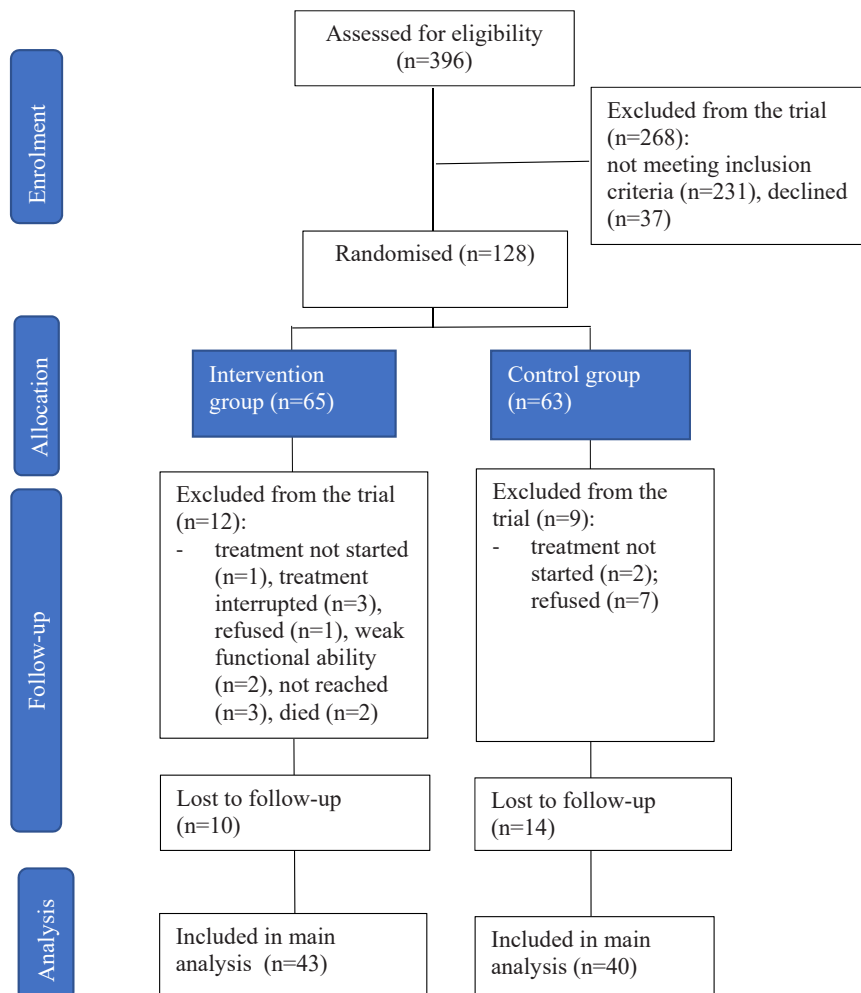 Assessed for eligibility
(n=396)
Enrolment
Excluded from the trial
(n=268):
not meeting inclusion
criteria (n=231), declined
(n=37)
Randomised (n=128)
Allocation
Intervention
group (n=65)
Control group
(n=63)
Follow-up
Excluded from the trial
(n=12):
- treatment not started
(n=1), treatment
interrupted (n=3),
refused (n=1), weak
functional ability
(n=2), not reached
(n=3), died (n=2)
Excluded from the
trial (n=9):
- treatment not
started (n=2);
refused (n=7)
Lost to follow-up
(n=10)
Lost to follow-up
(n=14)
Analysis
Included in main
analysis (n=43)
Included in main
analysis (n=40)